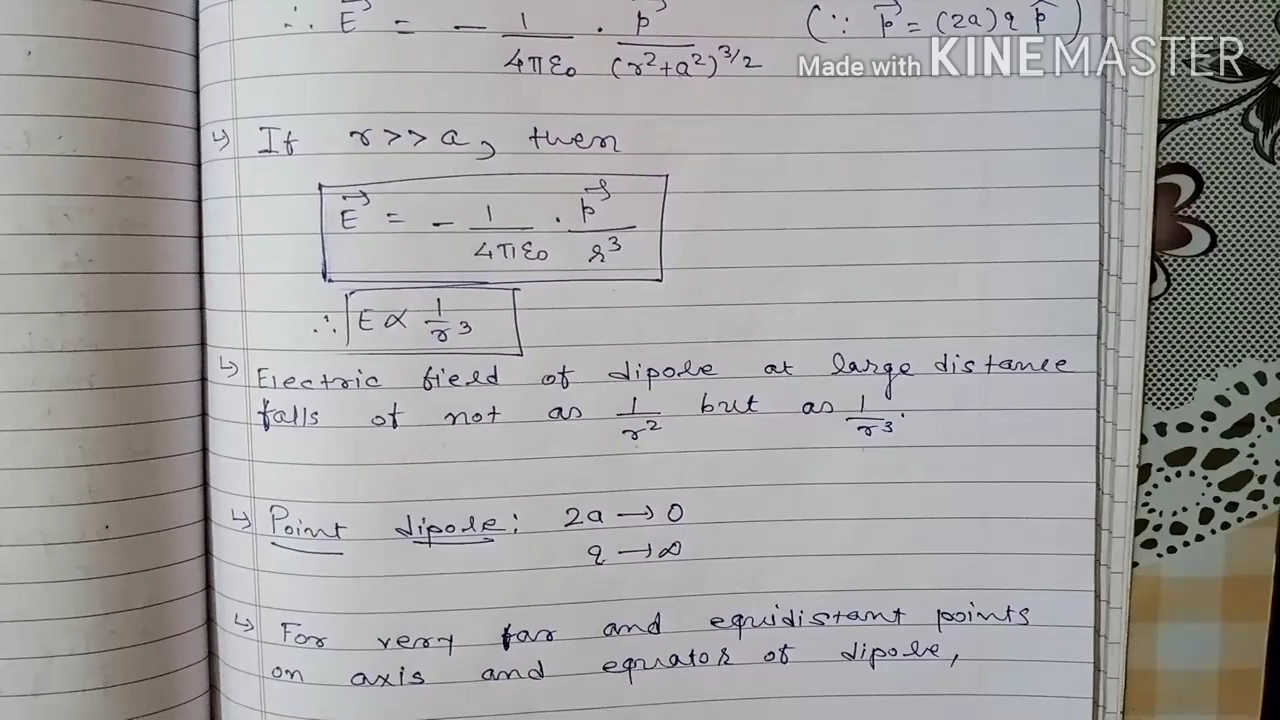 ∴ E⃗ = - 1/4πε₀ · p⃗/(r²+a²)^3/2 (∵ p⃗ = (2a) q p̂)
Made with KINEMASTER
↳ If r>>a, then
E⃗ = - 1/4πε₀ · p⃗/r³
∴ E ∝ 1/r³
↳ Electric field of dipole at large distance
falls of not as 1/r² but as 1/r³.
↳ Point dipole: 2a → 0
q → ∞
↳ For very far and equidistant points
on axis and equator of dipole,